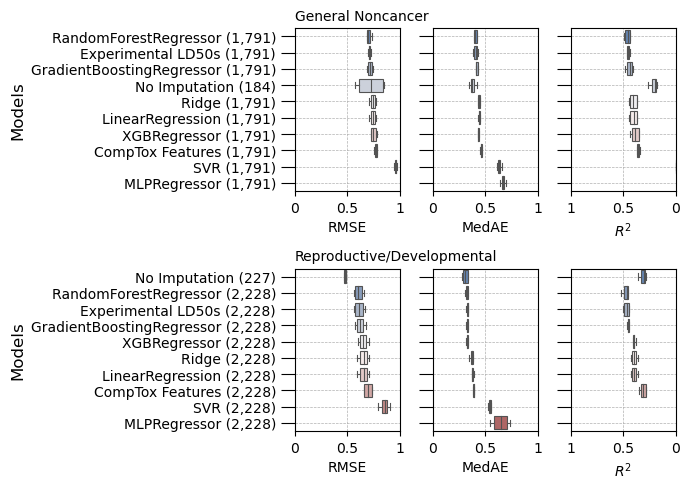 General Noncancer
Models
RandomForestRegressor (1,791)
Experimental LD50s (1,791)
GradientBoostingRegressor (1,791)
No Imputation (184)
Ridge (1,791)
LinearRegression (1,791)
XGBRegressor (1,791)
CompTox Features (1,791)
SVR (1,791)
MLPRegressor (1,791)
0 0.5 1 0 0.5 1 1 0.5 0
RMSE MedAE R²
Reproductive/Developmental
Models
No Imputation (227)
RandomForestRegressor (2,228)
Experimental LD50s (2,228)
GradientBoostingRegressor (2,228)
XGBRegressor (2,228)
Ridge (2,228)
LinearRegression (2,228)
CompTox Features (2,228)
SVR (2,228)
MLPRegressor (2,228)
0 0.5 1 0 0.5 1 1 0.5 0
RMSE MedAE R²